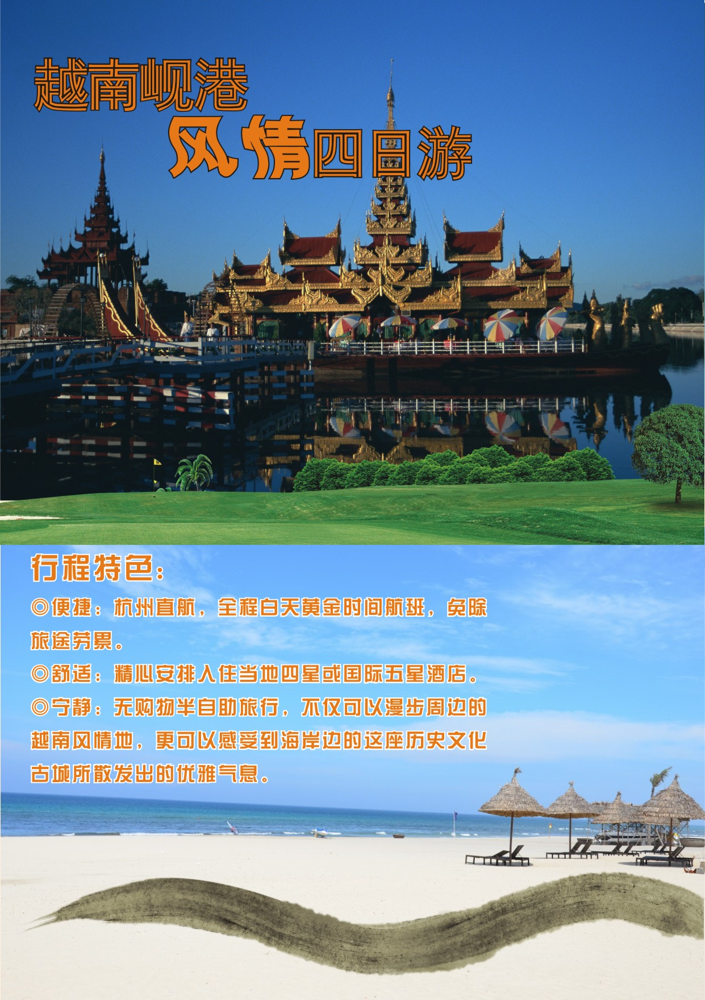 越南岘港
风情四日游
行程特色:
◎便捷:杭州直航,全程白天黄金时间航班,免除
旅途劳累。
◎舒适:精心安排入住当地四星或国际五星酒店。
◎宁静:无购物半自助旅行,不仅可以漫步周边的
越南风情地,更可以感受到海岸边的这座历史文化
古城所散发出的优雅气息。